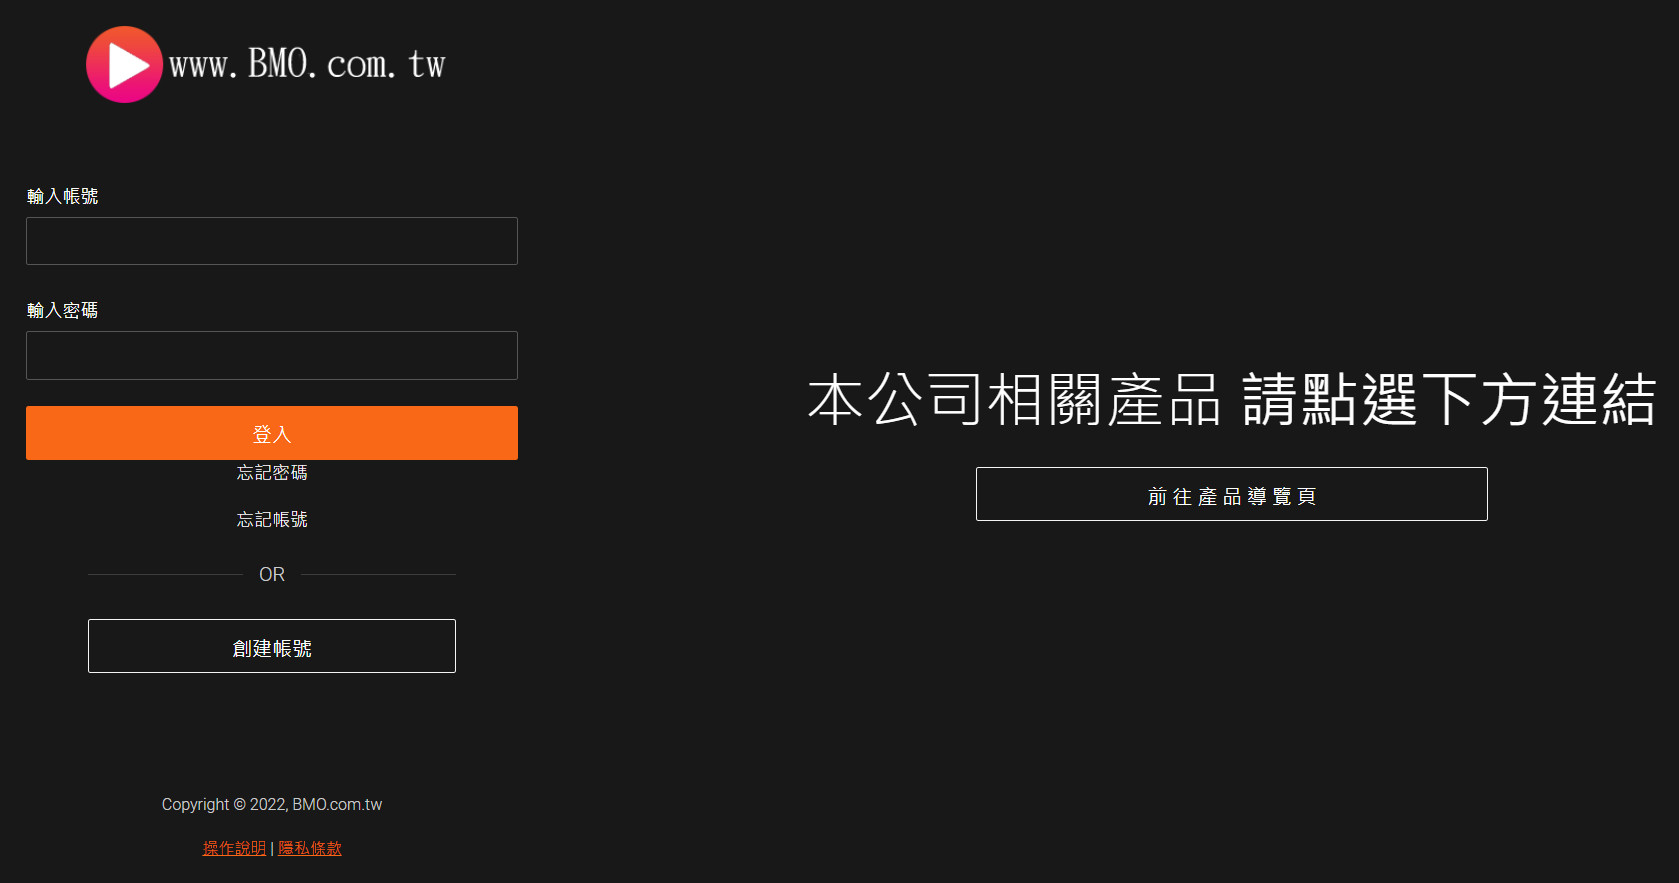 www.BMO.com.tw
輸入帳號
輸入密碼
登入
忘記密碼
忘記帳號
OR
創建帳號
Copyright © 2022, BMO.com.tw
操作說明 | 隱私條款
本公司相關產品 請點選下方連結
前往產品導覽頁